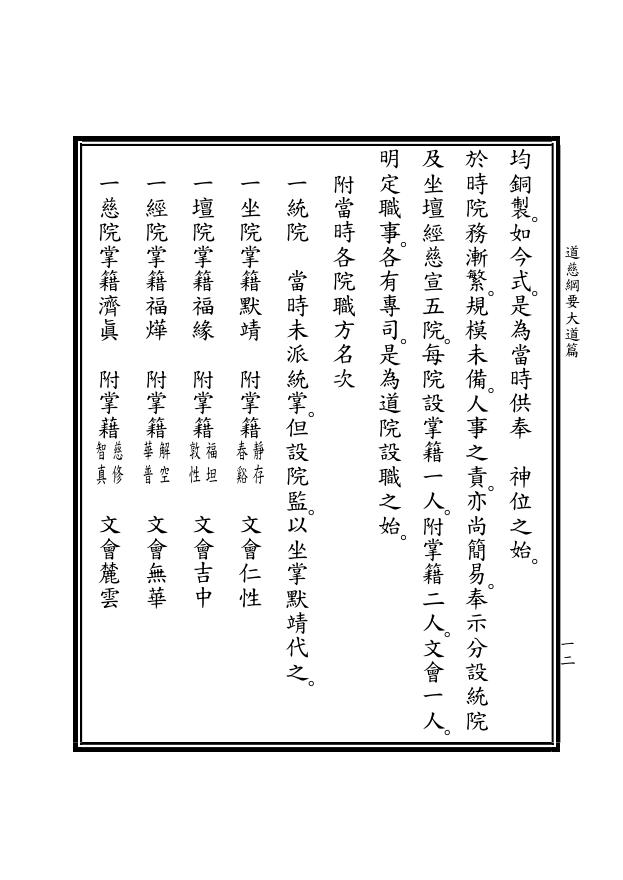 道慈綱要大道篇
一二
均銅製。如今式。是為當時供奉　神位之始。
於時院務漸繁。規模未備。人事之責。亦尚簡易。奉示分設統院
及坐壇經慈宣五院。每院設掌籍一人。附掌籍二人。文會一人。
明定職事。各有專司。是為道院設職之始。
附當時各院職方名次
一統院　當時未派統掌。但設院監。以坐掌默靖代之。
一坐院掌籍默靖　附掌籍靜存春谿　文會仁性
一壇院掌籍福緣　附掌籍福坦敦性　文會吉中
一經院掌籍福燁　附掌籍解空華普　文會無華
一慈院掌籍濟眞　附掌藉慈修智真　文會麓雲